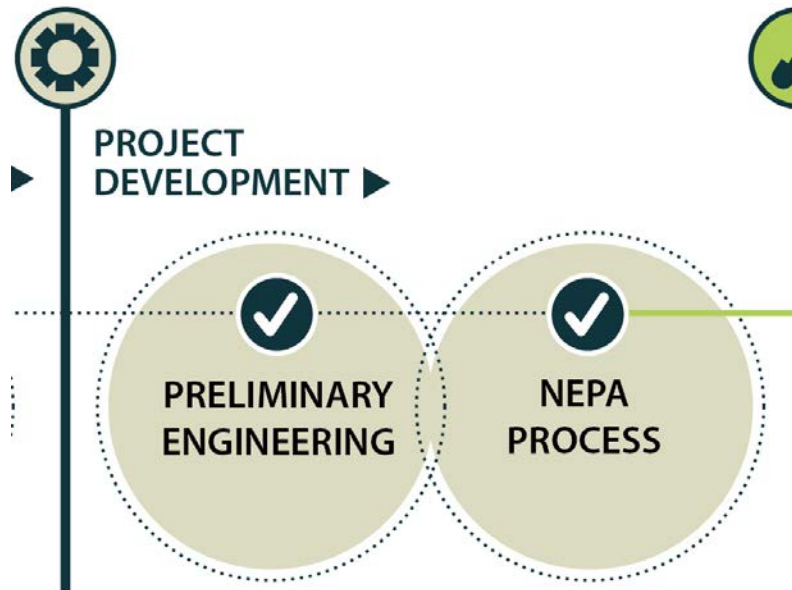 PROJECT
DEVELOPMENT
PRELIMINARY
ENGINEERING
NEPA
PROCESS